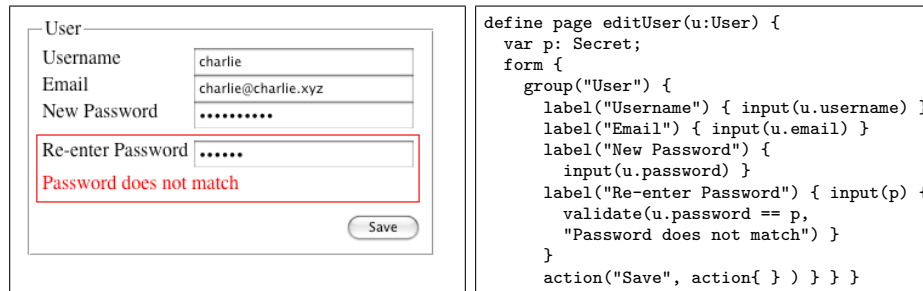 User
Username charlie
Email charlie@charlie.xyz
New Password ••••••••••
Re-enter Password ••••••
Password does not match
Save
define page editUser(u:User) {
var p: Secret;
form {
group("User") {
label("Username") { input(u.username) }
label("Email") { input(u.email) }
label("New Password") {
input(u.password) }
label("Re-enter Password") { input(p) {
validate(u.password == p,
"Password does not match") }
}
action("Save", action{ } ) } } }